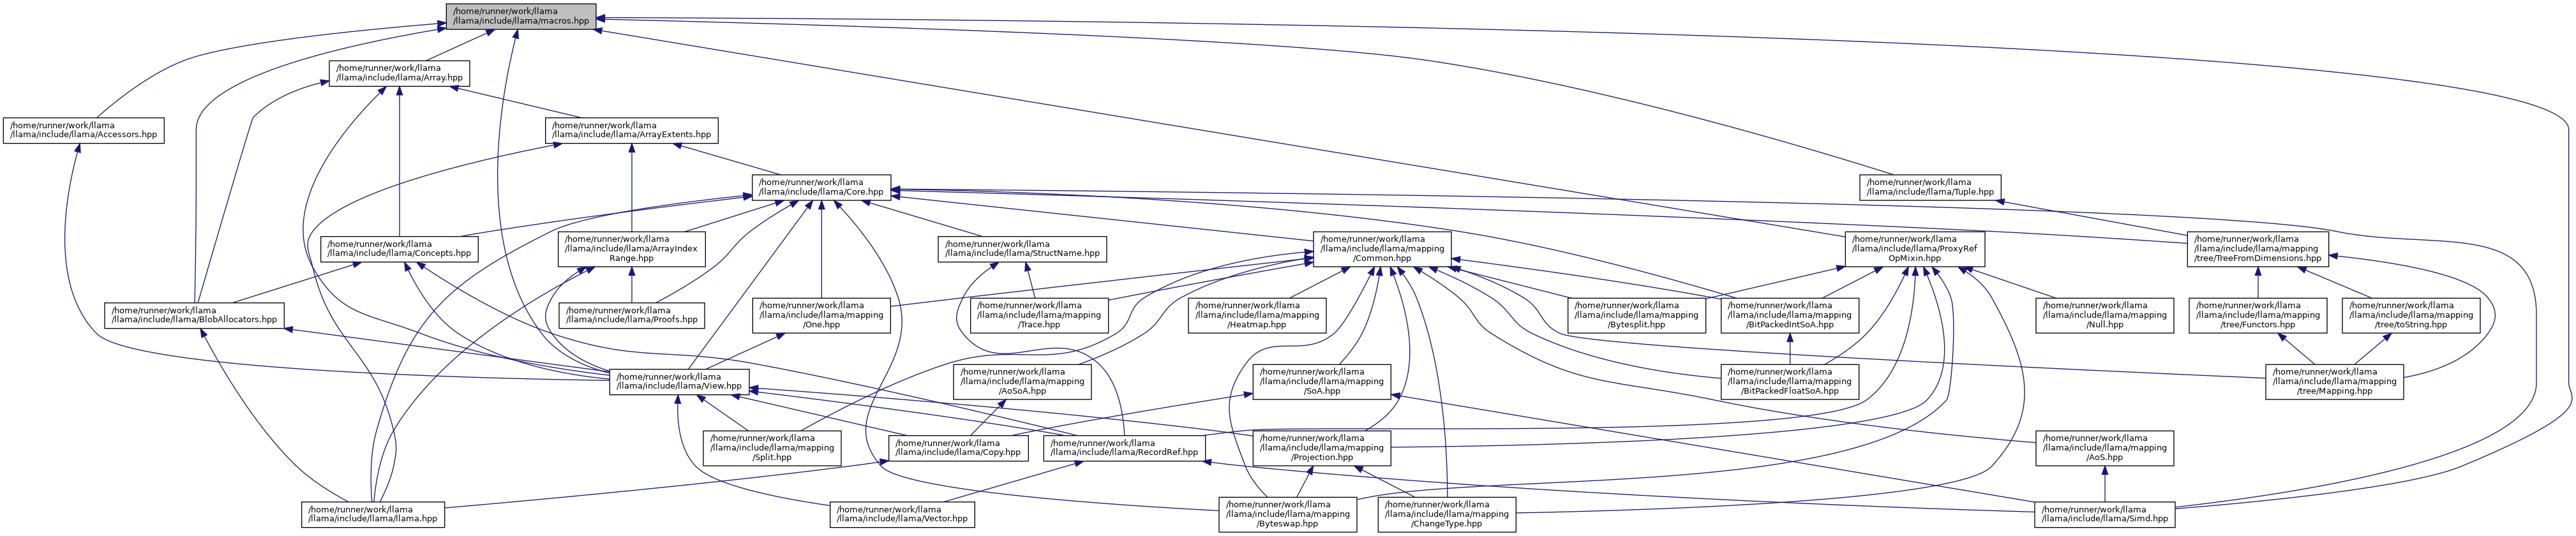 /home/runner/work/llama
/llama/include/llama/macros.hpp
/home/runner/work/llama
/llama/include/llama/Array.hpp
/home/runner/work/llama
/llama/include/llama/Accessors.hpp
/home/runner/work/llama
/llama/include/llama/ArrayExtents.hpp
/home/runner/work/llama
/llama/include/llama/Core.hpp
/home/runner/work/llama
/llama/include/llama/Tuple.hpp
/home/runner/work/llama
/llama/include/llama/Concepts.hpp
/home/runner/work/llama
/llama/include/llama/ArrayIndex
Range.hpp
/home/runner/work/llama
/llama/include/llama/StructName.hpp
/home/runner/work/llama
/llama/include/llama/mapping
/Common.hpp
/home/runner/work/llama
/llama/include/llama/ProxyRef
OpMixin.hpp
/home/runner/work/llama
/llama/include/llama/mapping
/tree/TreeFromDimensions.hpp
/home/runner/work/llama
/llama/include/llama/BlobAllocators.hpp
/home/runner/work/llama
/llama/include/llama/Proofs.hpp
/home/runner/work/llama
/llama/include/llama/mapping
/One.hpp
/home/runner/work/llama
/llama/include/llama/mapping
/Trace.hpp
/home/runner/work/llama
/llama/include/llama/mapping
/Heatmap.hpp
/home/runner/work/llama
/llama/include/llama/mapping
/Bytesplit.hpp
/home/runner/work/llama
/llama/include/llama/mapping
/BitPackedIntSoA.hpp
/home/runner/work/llama
/llama/include/llama/mapping
/Null.hpp
/home/runner/work/llama
/llama/include/llama/mapping
/tree/Functors.hpp
/home/runner/work/llama
/llama/include/llama/mapping
/tree/toString.hpp
/home/runner/work/llama
/llama/include/llama/View.hpp
/home/runner/work/llama
/llama/include/llama/mapping
/AoSoA.hpp
/home/runner/work/llama
/llama/include/llama/mapping
/SoA.hpp
/home/runner/work/llama
/llama/include/llama/mapping
/BitPackedFloatSoA.hpp
/home/runner/work/llama
/llama/include/llama/mapping
/tree/Mapping.hpp
/home/runner/work/llama
/llama/include/llama/mapping
/Split.hpp
/home/runner/work/llama
/llama/include/llama/Copy.hpp
/home/runner/work/llama
/llama/include/llama/RecordRef.hpp
/home/runner/work/llama
/llama/include/llama/mapping
/Projection.hpp
/home/runner/work/llama
/llama/include/llama/mapping
/AoS.hpp
/home/runner/work/llama
/llama/include/llama/llama.hpp
/home/runner/work/llama
/llama/include/llama/Vector.hpp
/home/runner/work/llama
/llama/include/llama/mapping
/Byteswap.hpp
/home/runner/work/llama
/llama/include/llama/mapping
/ChangeType.hpp
/home/runner/work/llama
/llama/include/llama/Simd.hpp